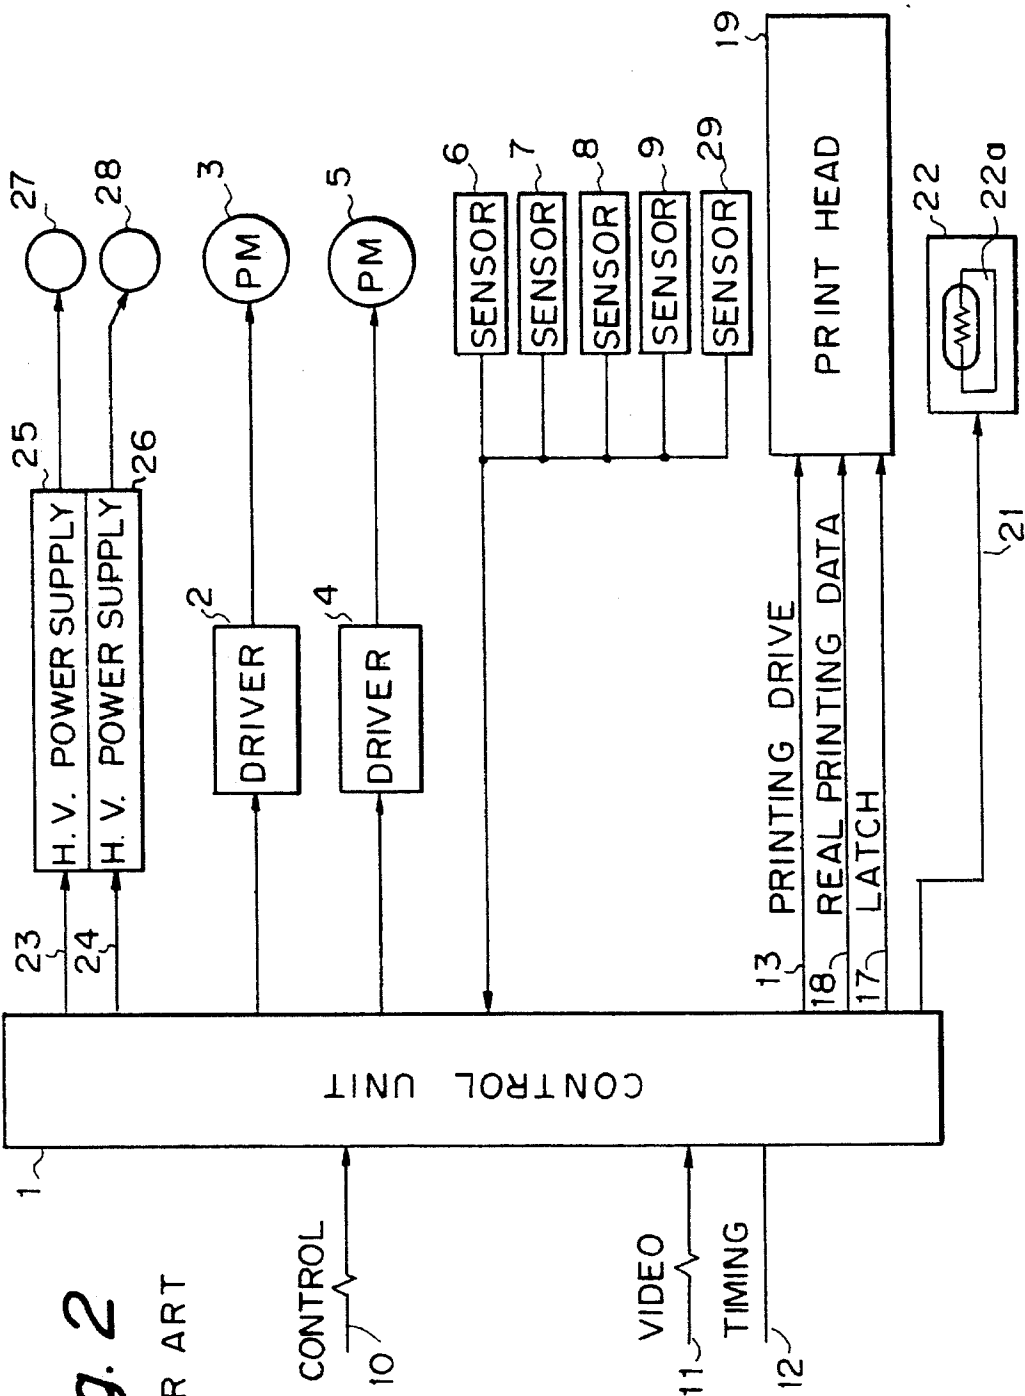 g. 2
R ART
CONTROL
10
VIDEO
11
TIMING
12
1
CONTROL UNIT
23
24
H.V. POWER SUPPLY
25
H.V. POWER SUPPLY
26
27
28
DRIVER
2
PM
3
DRIVER
4
PM
5
SENSOR
6
SENSOR
7
SENSOR
8
SENSOR
9
SENSOR
29
13
PRINTING DRIVE
18
REAL PRINTING DATA
17
LATCH
PRINT HEAD
19
21
22
22a